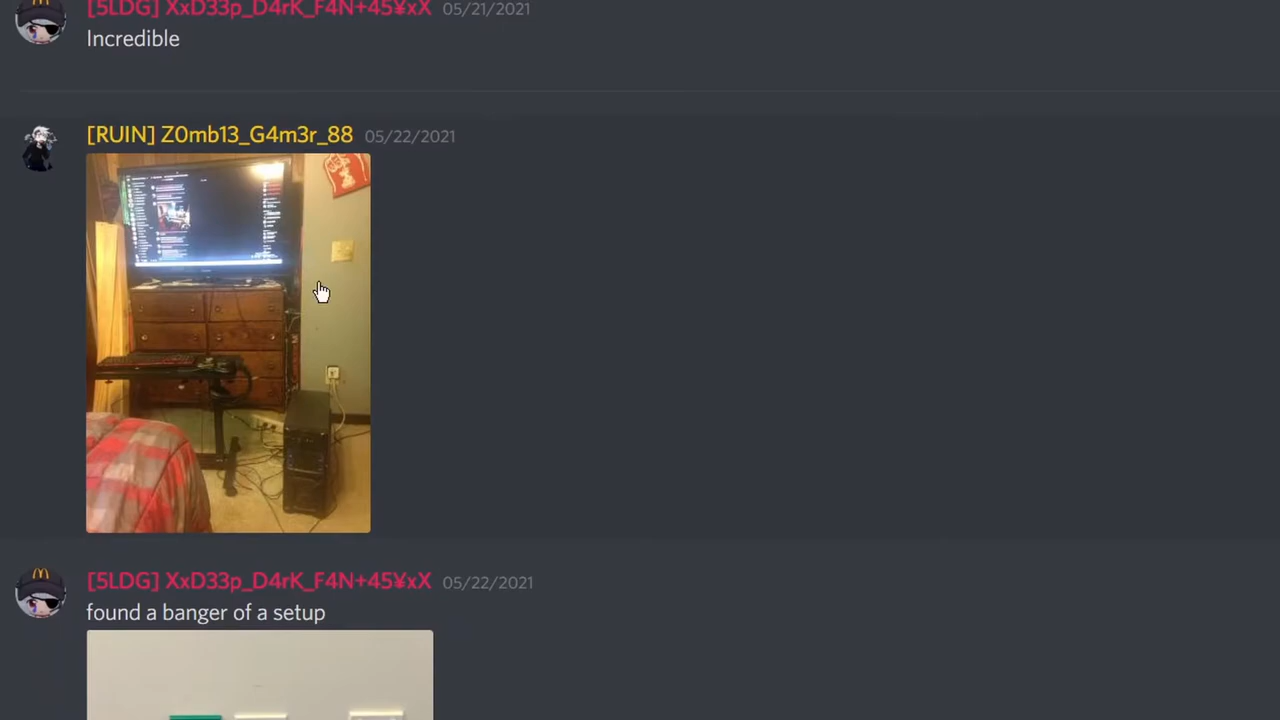 [5LDG] XxD33p_D4rK_F4N+45¥xX 05/21/2021
Incredible
[RUIN] Z0mb13_G4m3r_88 05/22/2021
[5LDG] XxD33p_D4rK_F4N+45¥xX 05/22/2021
found a banger of a setup